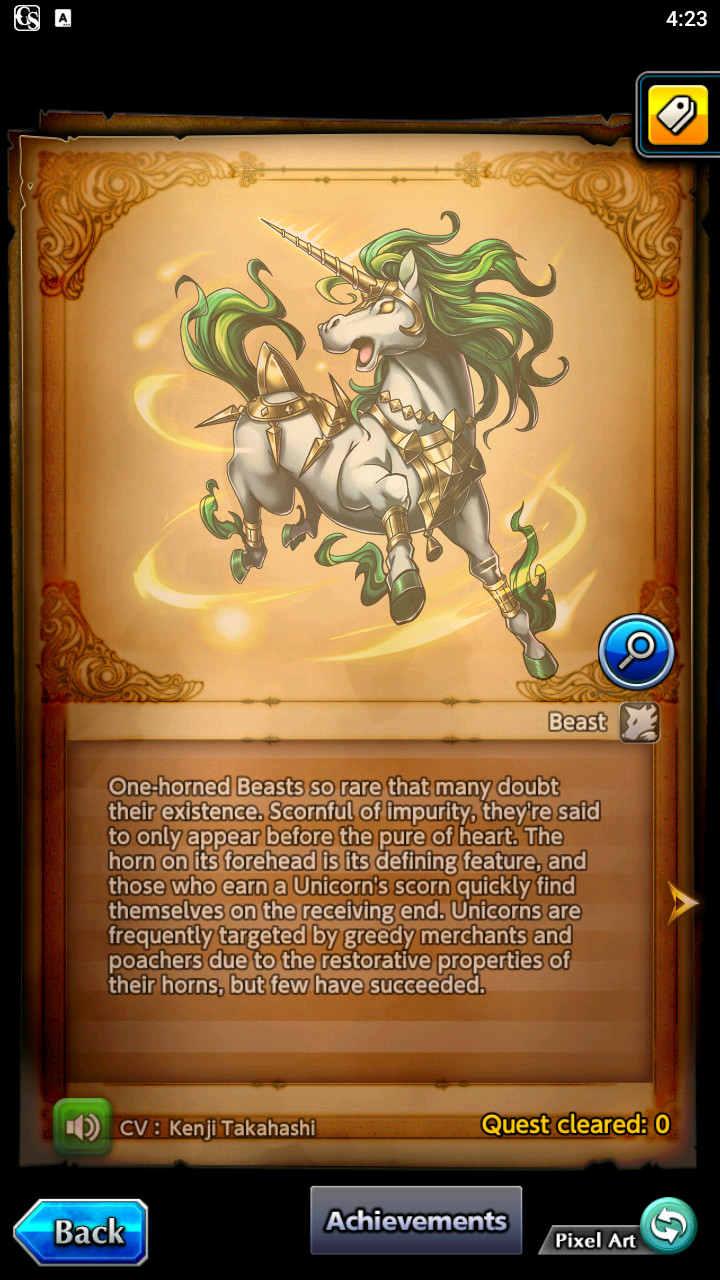 GS
A
4:23
Beast
One-horned Beasts so rare that many doubt
their existence. Scornful of impurity, they're said
to only appear before the pure of heart. The
horn on its forehead is its defining feature, and
those who earn a Unicorn's scorn quickly find
themselves on the receiving end. Unicorns are
frequently targeted by greedy merchants and
poachers due to the restorative properties of
their horns, but few have succeeded.
CV : Kenji Takahashi
Quest cleared: 0
Back
Achievements
Pixel Art